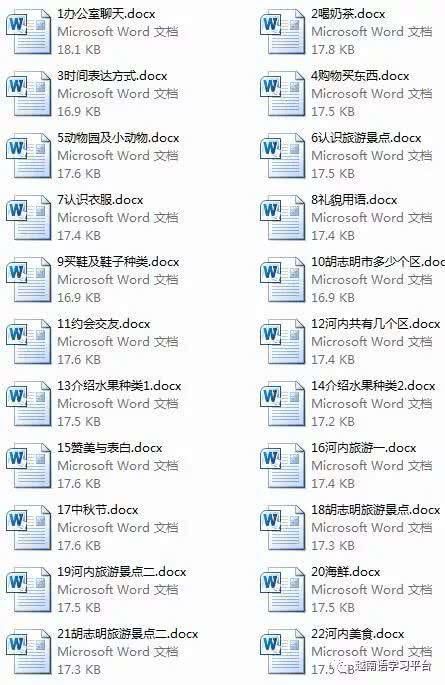 1办公室聊天.docx
Microsoft Word 文档
18.1 KB
2喝奶茶.docx
Microsoft Word 文档
17.8 KB
3时间表达方式.docx
Microsoft Word 文档
16.9 KB
4购物买东西.docx
Microsoft Word 文档
17.5 KB
5动物园及小动物.docx
Microsoft Word 文档
17.6 KB
6认识旅游景点.docx
Microsoft Word 文档
17.5 KB
7认识衣服.docx
Microsoft Word 文档
17.4 KB
8礼貌用语.docx
Microsoft Word 文档
17.4 KB
9买鞋及鞋子种类.docx
Microsoft Word 文档
16.9 KB
10胡志明市多少个区.doc
Microsoft Word 文档
16.9 KB
11约会交友.docx
Microsoft Word 文档
17.6 KB
12河内共有几个区.docx
Microsoft Word 文档
17.4 KB
13介绍水果种类1.docx
Microsoft Word 文档
17.5 KB
14介绍水果种类2.docx
Microsoft Word 文档
17.2 KB
15赞美与表白.docx
Microsoft Word 文档
17.6 KB
16河内旅游一.docx
Microsoft Word 文档
17.4 KB
17中秋节.docx
Microsoft Word 文档
17.6 KB
18胡志明旅游景点.docx
Microsoft Word 文档
17.3 KB
19河内旅游景点二.docx
Microsoft Word 文档
17.5 KB
20海鲜.docx
Microsoft Word 文档
17.5 KB
21胡志明旅游景点二.docx
Microsoft Word 文档
17.3 KB
22河内美食.docx
Microsoft Word 文档
17.5 KB
越南语学习平台